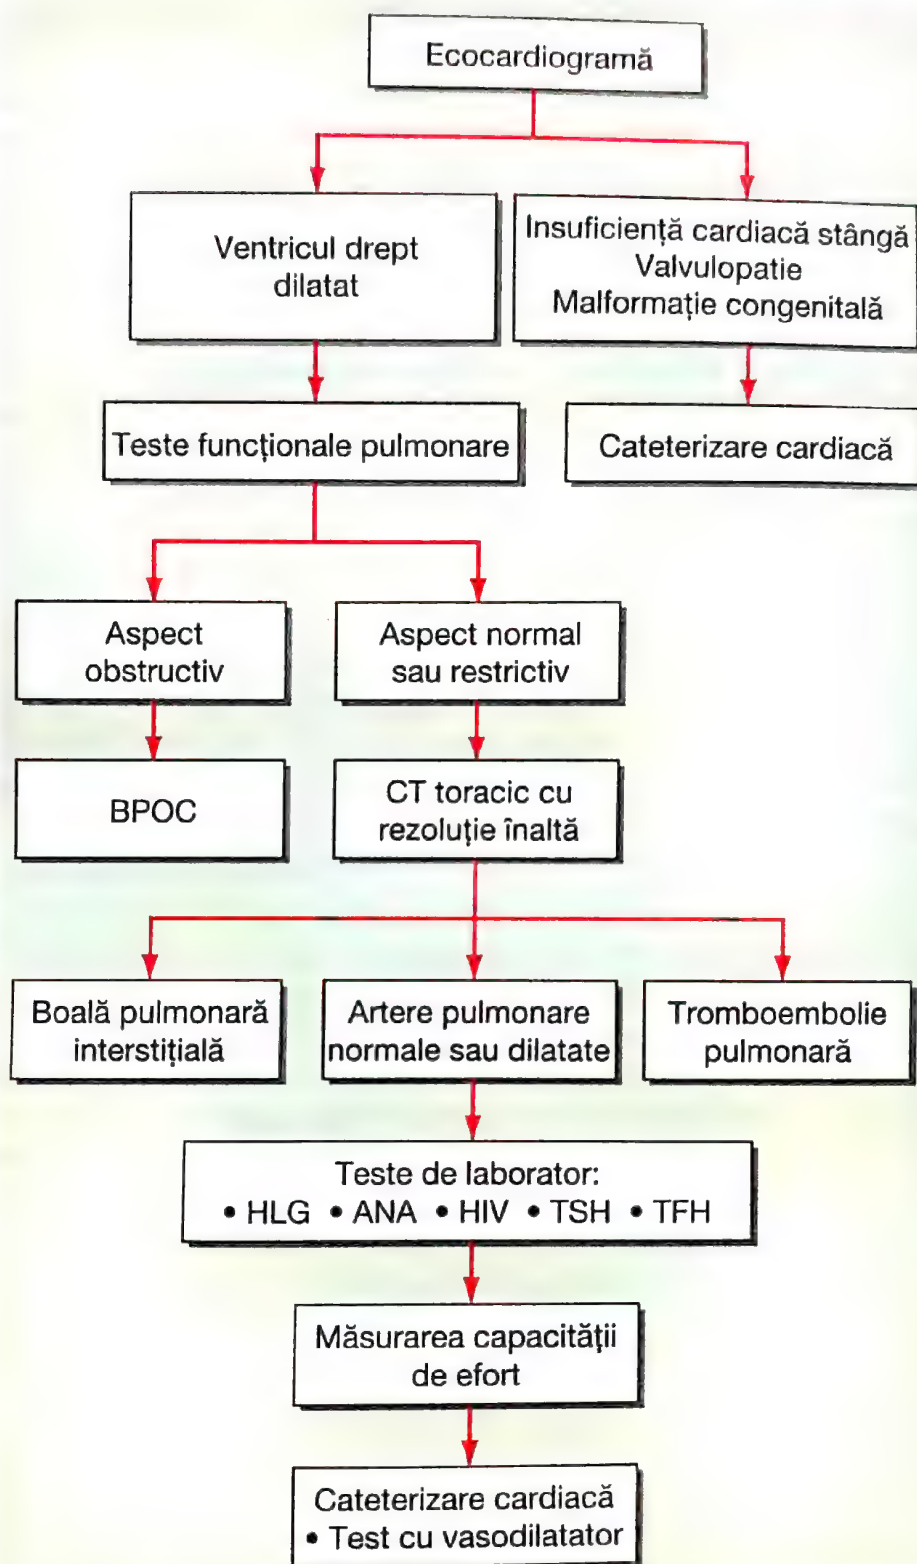 Ecocardiogramă
Ventricul drept
dilatat
Insuficiență cardiacă stângă
Valvulopatie
Malformație congenitală
Teste funcționale pulmonare
Cateterizare cardiacă
Aspect
obstructiv
Aspect normal
sau restrictiv
BPOC
CT toracic cu
rezoluție înaltă
Boală pulmonară
interstițială
Artere pulmonare
normale sau dilatate
Tromboembolie
pulmonară
Teste de laborator:
• HLG • ANA • HIV • TSH • TFH
Măsurarea capacității
de efort
Cateterizare cardiacă
• Test cu vasodilatator